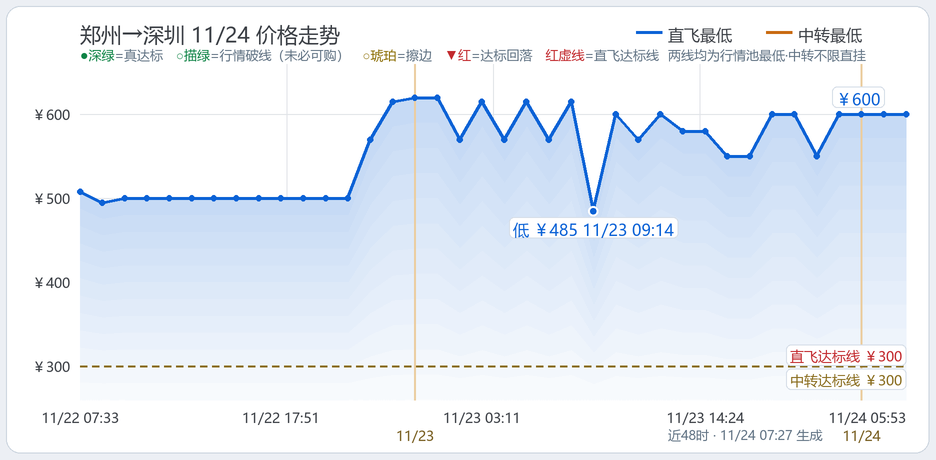 郑州→深圳 11/24 价格走势
直飞最低 中转最低
●深绿=真达标 ○描绿=行情破线（未必可购） ○琥珀=擦边 ▼红=达标回落 红虚线=直飞达标线 两线均为行情池最低·中转不限直挂
￥600
￥600
￥500
低 ￥485 11/23 09:14
￥400
直飞达标线 ￥300
￥300
中转达标线 ￥300
11/22 07:33 11/22 17:51 11/23 03:11 11/23 14:24 11/24 05:53
11/23 近48时 · 11/24 07:27 生成 11/24